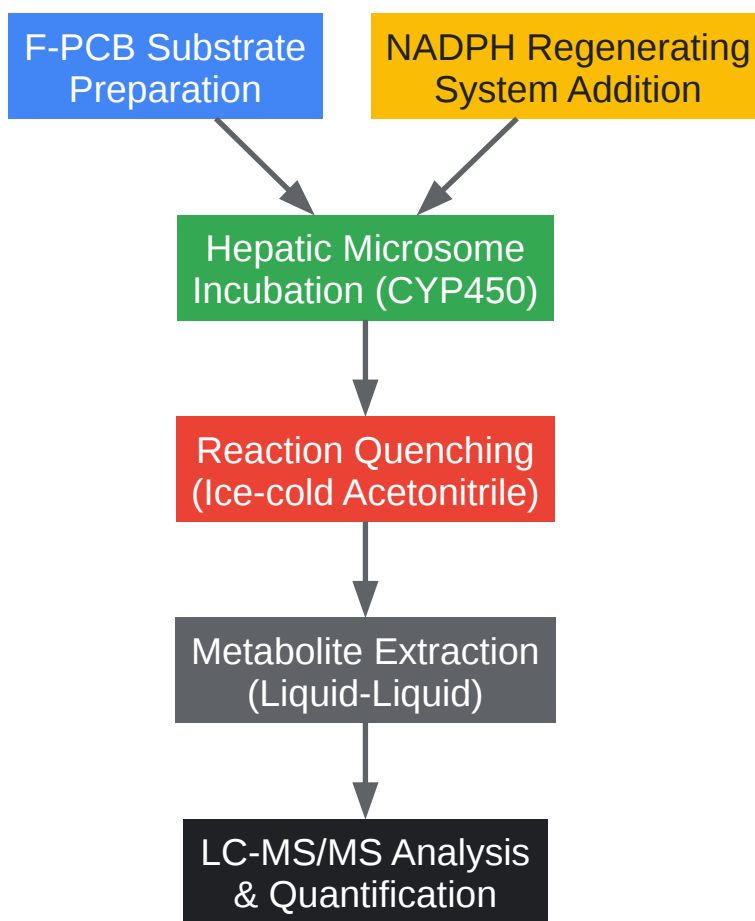 F-PCB Substrate
Preparation
NADPH Regenerating
System Addition
Hepatic Microsome
Incubation (CYP450)
Reaction Quenching
(Ice-cold Acetonitrile)
Metabolite Extraction
(Liquid-Liquid)
LC-MS/MS Analysis
& Quantification